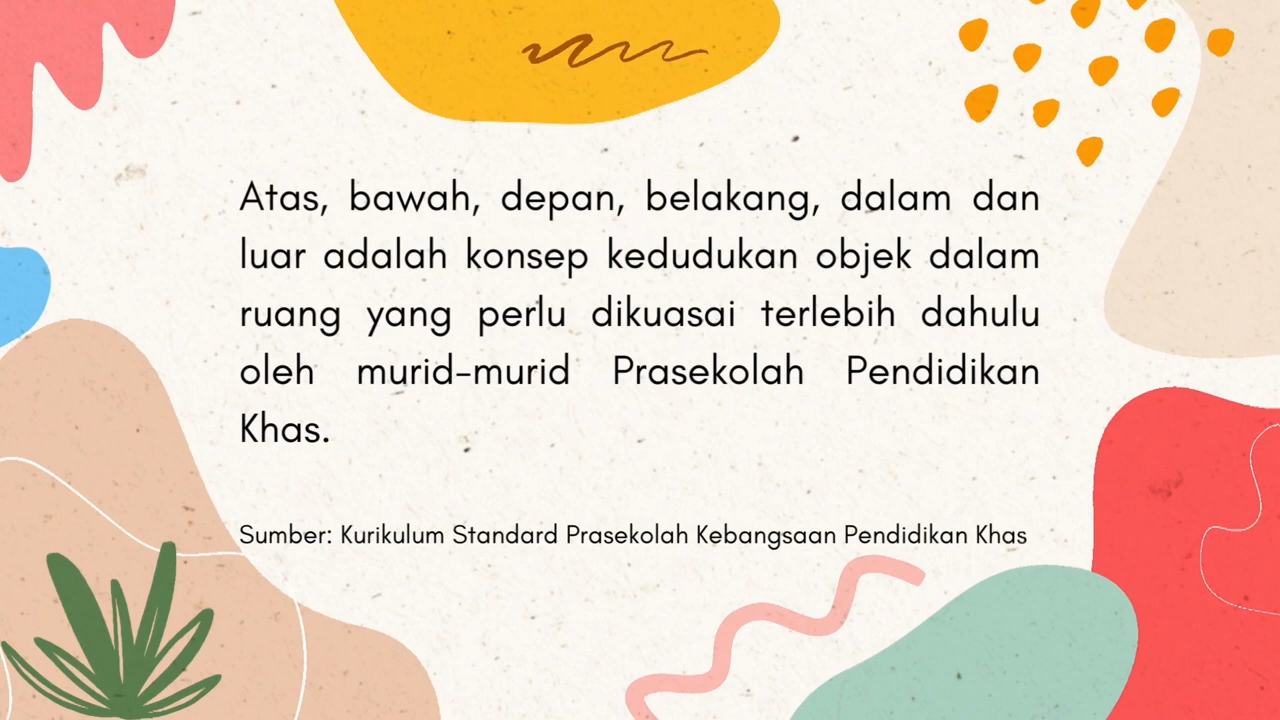 Atas, bawah, depan, belakang, dalam dan
luar adalah konsep kedudukan objek dalam
ruang yang perlu dikuasai terlebih dahulu
oleh murid-murid Prasekolah Pendidikan
Khas.
Sumber: Kurikulum Standard Prasekolah Kebangsaan Pendidikan Khas